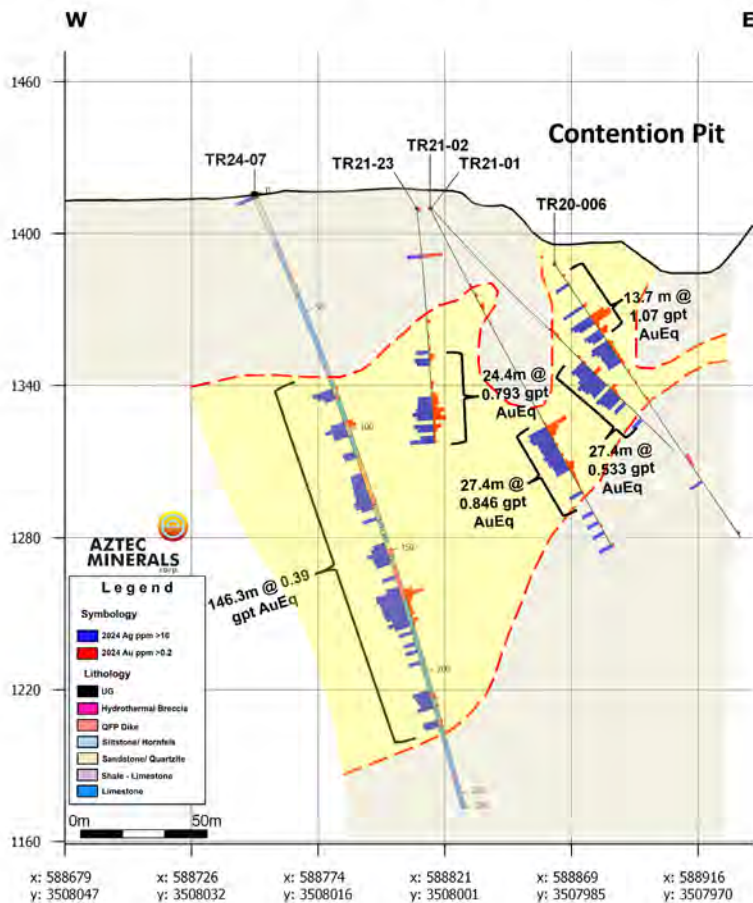 W
E
1460
Contention Pit
TR21-02
TR21-23
TR21-01
TR24-07
TR20-006
1400
13.7 m @
1.07 gpt
AuEq
1340
24.4m @
0.793 gpt
AuEq
100
27.4m @
0.533 gpt
AuEq
27.4m @
0.846 gpt
AuEq
1280
AZTEC
MINERALS
corp.
150
146.3m @ 0.39
gpt AuEq
Legend
Symbology
2024 Ag ppm >10
2024 Au ppm >0.2
Lithology
UG
Hydrothermal Breccia
QFP Dike
Siltstone/ Hornfels
Sandstone/ Quartzite
Shale - Limestone
Limestone
1220
200
0m
50m
1160
x: 588679
y: 3508047
x: 588726
y: 3508032
x: 588774
y: 3508016
x: 588821
y: 3508001
x: 588869
y: 3507985
x: 588916
y: 3507970